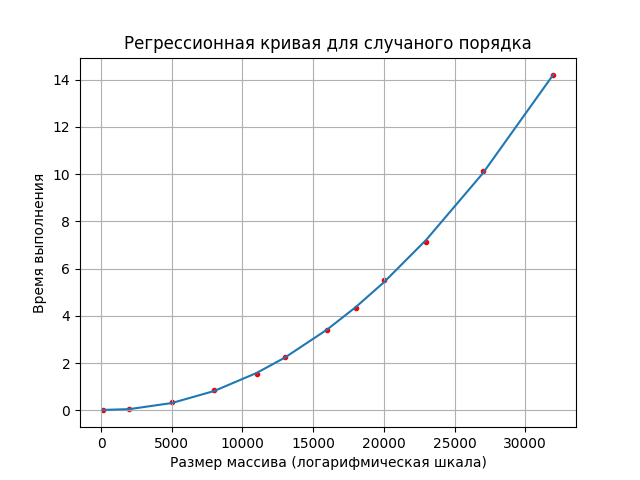 Регрессионная кривая для случаного порядка
14
12
10
8
6
4
2
0
Время выполнения
0 5000 10000 15000 20000 25000 30000
Размер массива (логарифмическая шкала)